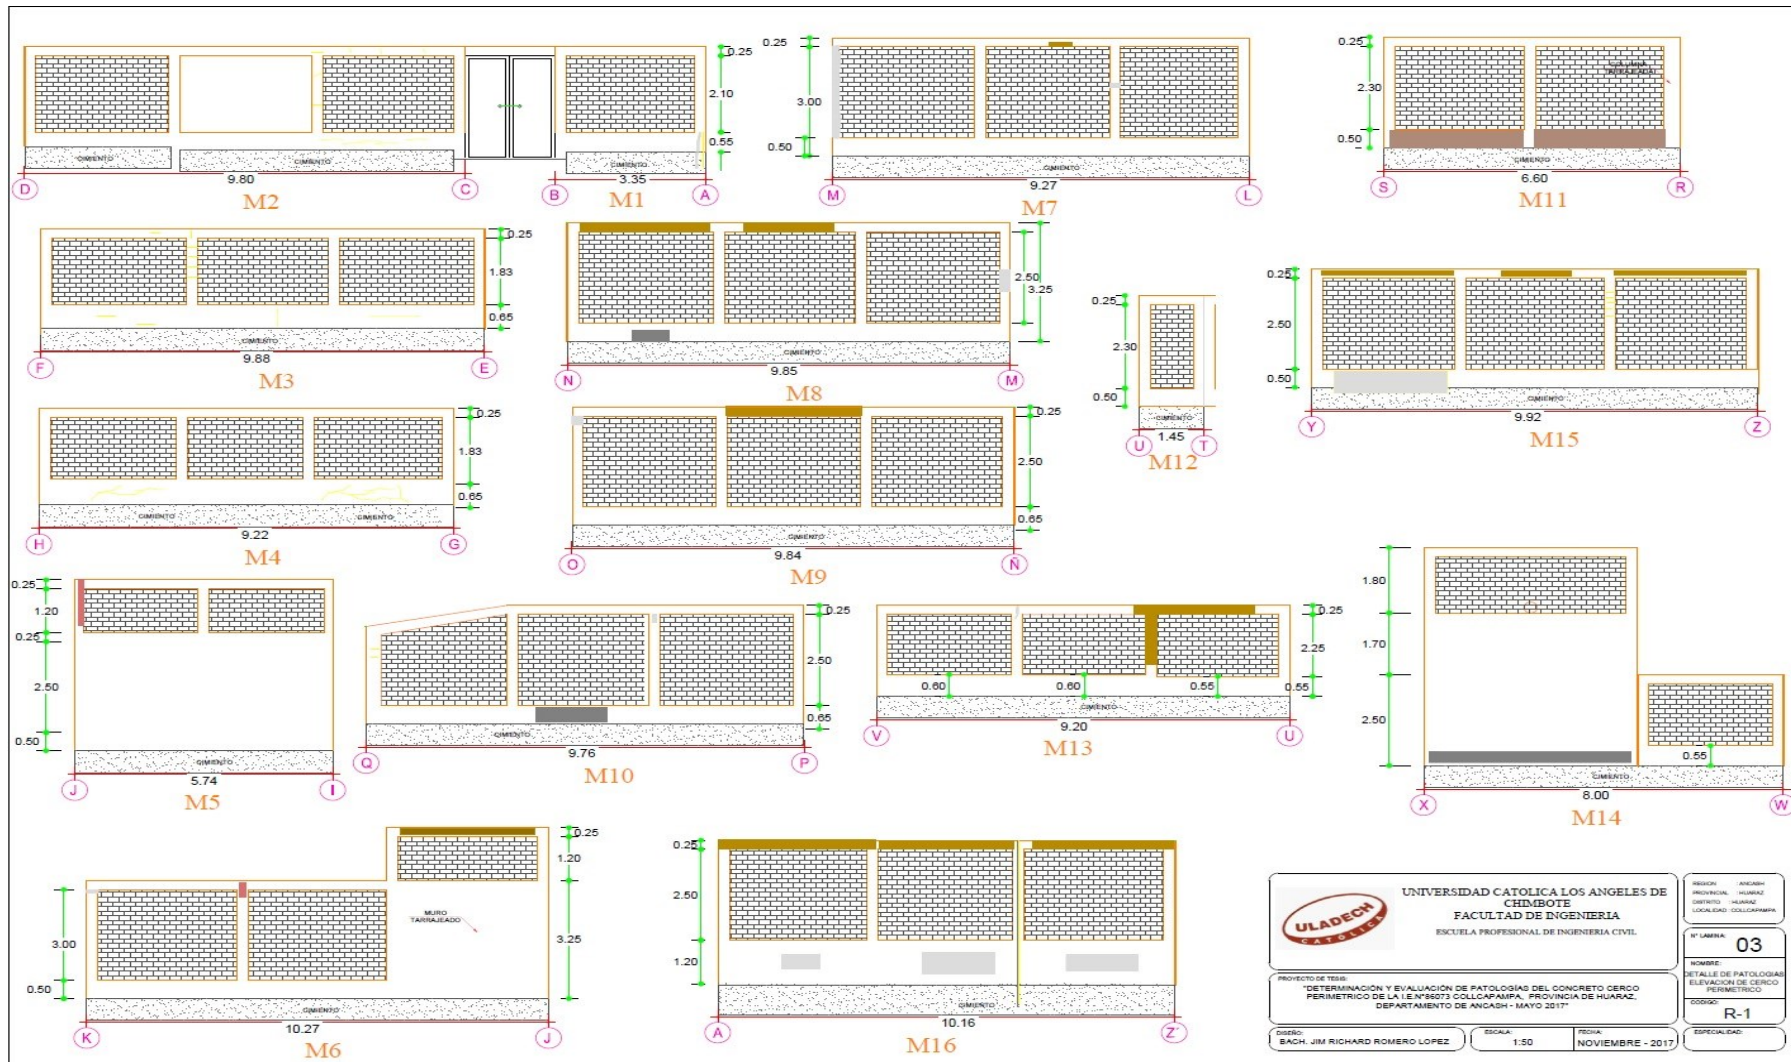 0.25
2.10
0.55
CIMIENTO
CIMIENTO
CIMIENTO
D
9.80
C
B
3.35
A
M2
M1
0.25
3.00
0.50
CIMIENTO
M
9.27
L
M7
0.25
2.30
0.50
COLUMNA
TARRAJEADA
CIMIENTO
S
6.60
R
M11
0.25
1.83
0.65
CIMIENTO
F
9.88
E
M3
2.50
3.25
CIMIENTO
N
9.85
M
M8
0.25
2.30
0.50
CIMIENTO
U
1.45
T
M12
0.25
2.50
0.50
CIMIENTO
Y
9.92
Z
M15
0.25
1.83
0.65
CIMIENTO
CIMIENTO
H
9.22
G
M4
0.25
2.50
0.65
CIMIENTO
O
9.84
Ñ
M9
0.25
1.20
0.25
2.50
0.50
CIMIENTO
J
5.74
I
M5
0.25
2.50
0.65
CIMIENTO
Q
9.76
P
M10
0.25
2.25
0.60
0.60
0.55
0.55
CIMIENTO
V
9.20
U
M13
1.80
1.70
2.50
0.55
CIMIENTO
X
8.00
W
M14
0.25
1.20
3.25
3.00
0.50
MURO
TARRAJEADO
CIMIENTO
K
10.27
J
M6
0.25
2.50
1.20
CIMIENTO
A
10.16
Z´
M16
ULADECH
CATOLICA
UNIVERSIDAD CATOLICA LOS ANGELES DE
CHIMBOTE
FACULTAD DE INGENIERIA
ESCUELA PROFESIONAL DE INGENIERIA CIVIL
REGION : ANCASH
PROVINCIAL : HUARAZ
DISTRITO : HUARAZ
LOCALIDAD : COLLCAPAMPA
N° LAMINA: 03
NOMBRE:
DETALLE DE PATOLOGIAS
ELEVACION DE CERCO
PERIMETRICO
CODIGO:
R-1
ESPECIALIDAD:
PROYECTO DE TESIS:
"DETERMINACIÓN Y EVALUACIÓN DE PATOLOGÍAS DEL CONCRETO CERCO
PERIMETRICO DE LA I.E.N°86073 COLLCAPAMPA, PROVINCIA DE HUARAZ,
DEPARTAMENTO DE ANCASH - MAYO 2017"
DISEÑO:
BACH. JIM RICHARD ROMERO LOPEZ
ESCALA:
1:50
FECHA:
NOVIEMBRE - 2017